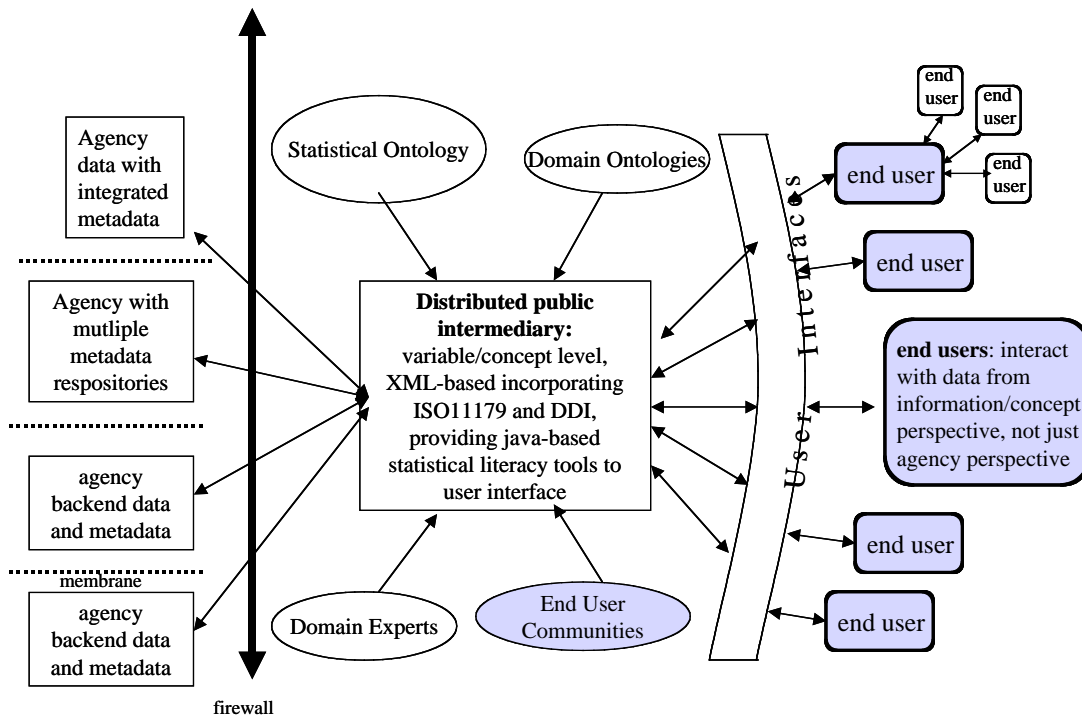 Agency
data with
integrated
metadata
Agency with
mutliple
metadata
respositories
agency
backend data
and metadata
membrane
agency
backend data
and metadata
firewall
Statistical Ontology
Domain Ontologies
Distributed public
intermediary:
variable/concept level,
XML-based incorporating
ISO11179 and DDI,
providing java-based
statistical literacy tools to
user interface
Domain Experts
End User
Communities
User Interfaces
end
user
end
user
end
user
end user
end user
end users: interact
with data from
information/concept
perspective, not just
agency perspective
end user
end user